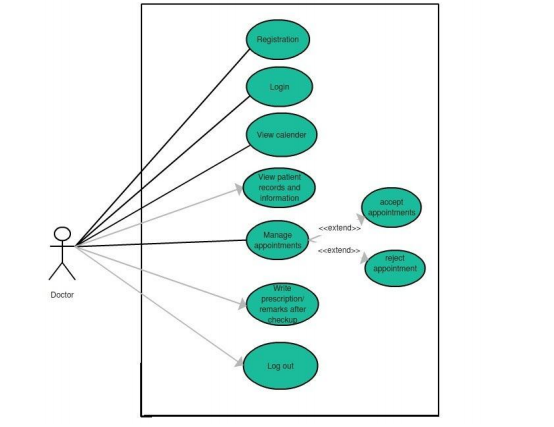 Registration
Login
View calender
View patient
records and
information
accept
appointments
<<extend>>
Manage
appointments
<<extend>>
reject
appointment
Write
prescription/
remarks after
checkup
Doctor
Log out